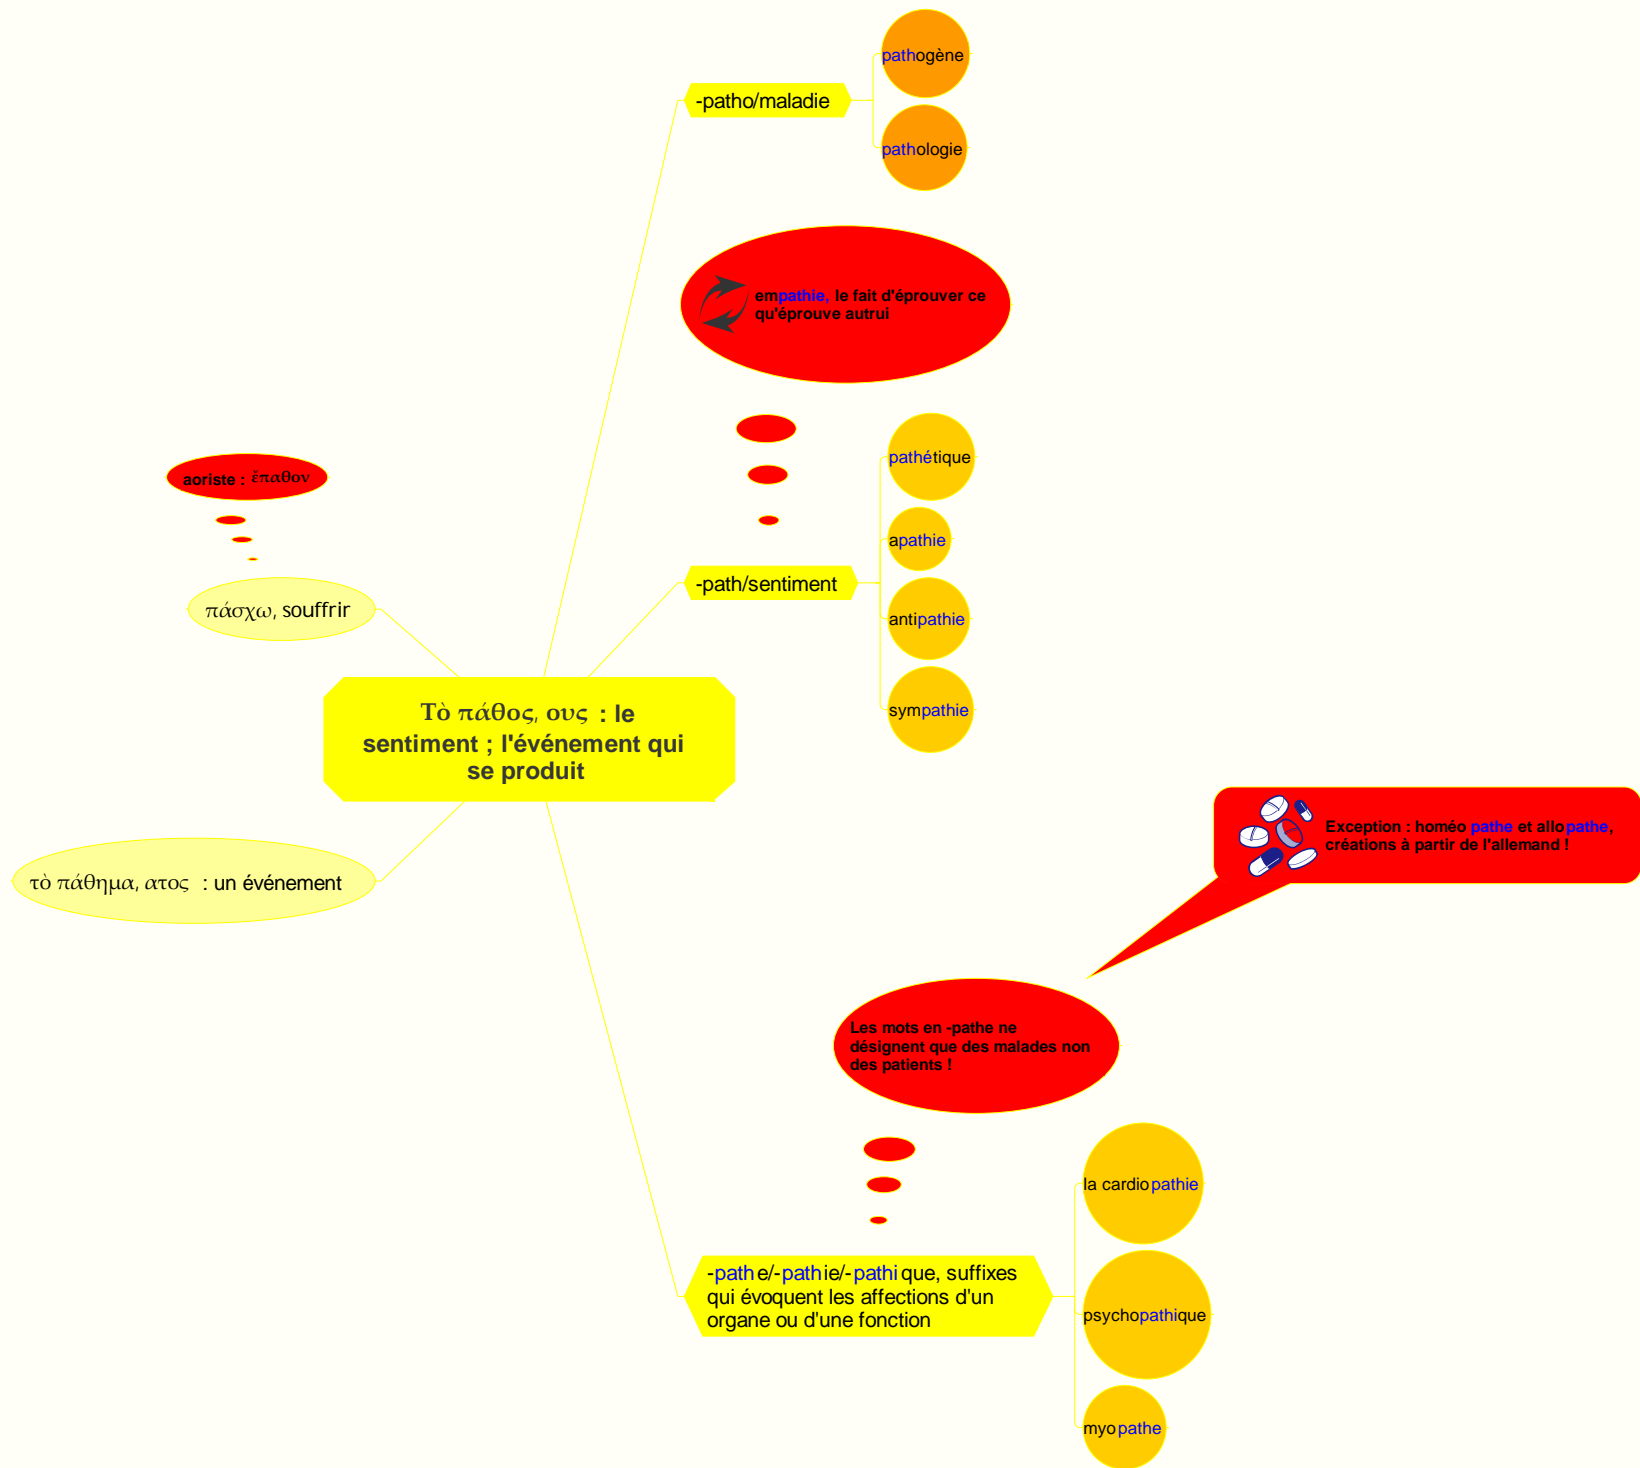 pathogène
-patho/maladie
pathologie
empathie, le fait d'éprouver ce
qu'éprouve autrui
aoriste : ἔπαθον
πάσχω, souffrir
pathétique
apathie
-path/sentiment
antipathie
sympathie
Τὸ πάθος, ους : le
sentiment ; l'événement qui
se produit
τὸ πάθημα, ατος : un événement
Exception : homéo pathe et allopathe,
créations à partir de l'allemand !
Les mots en -pathe ne
désignent que des malades non
des patients !
la cardiopathie
-pathe/-pathie/-pathique, suffixes
qui évoquent les affections d'un
organe ou d'une fonction
psychopathique
myopathe